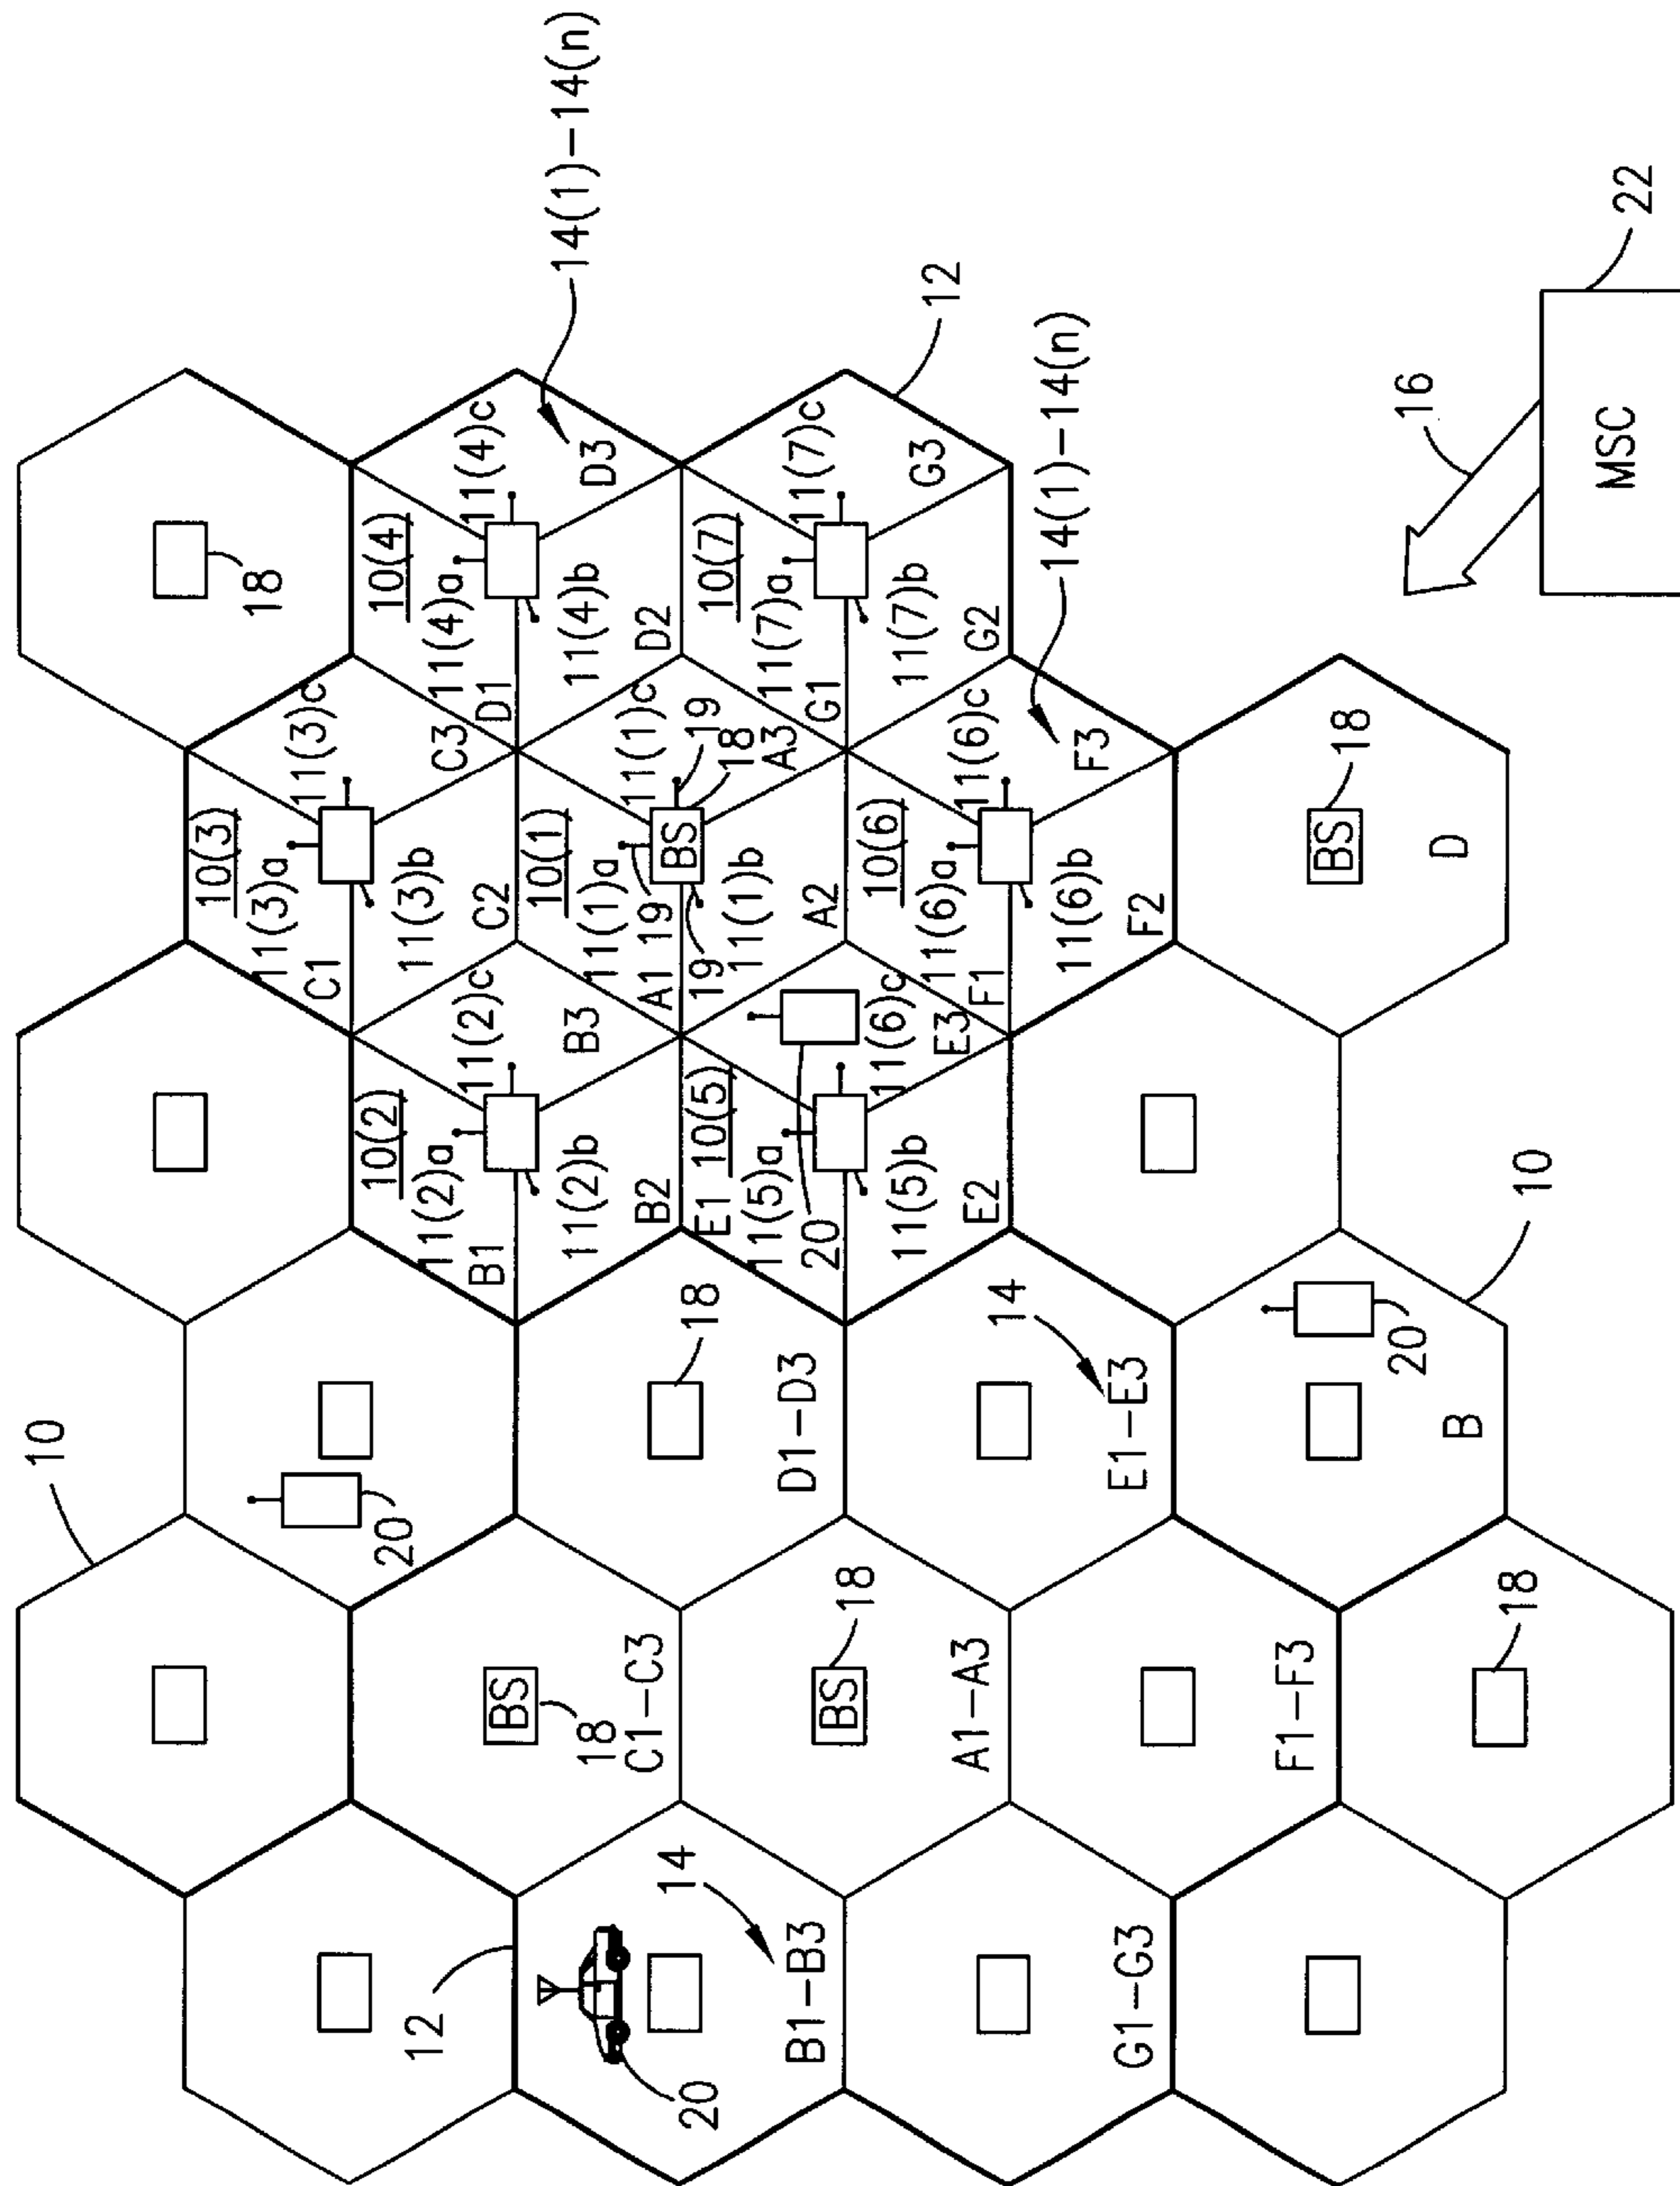 10
10(3)
11(3)a
18
11(3)c
C1
10(2)
10(4)
20
11(3)b
12
11(2)a
11(4)a
C3
11(2)c
11(4)c
B1
C2
D1
BS
10(1)
14(1)-14(n)
11(2)b
B3
11(4)b
D3
18
11(1)a
C1-C3
11(1)c
B2
A1
19
D2
14
BS
20
18
E1
10(5)
19
19
10(7)
18
11(5)a
11(1)b
A3
11(7)a
B1-B3
D1-D3
20
A2
G1
11(7)c
BS
18
10(6)
11(6)c
11(5)b
11(6)a
11(7)b
G3
12
E3
A1-A3
14
E2
F1
11(6)c
G2
14(1)-14(n)
11(6)b
F3
G1-G3
E1-E3
F2
F1-F3
BS
18
20
16
D
B
18
10
MSC
22